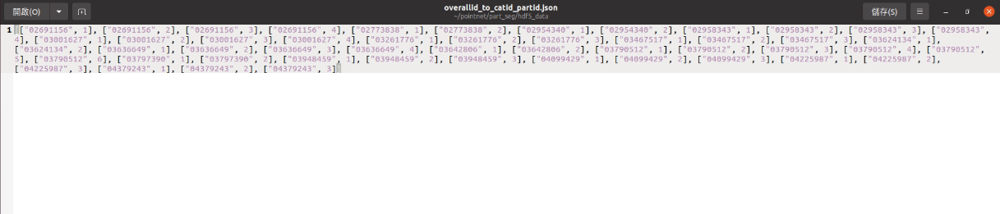 開啟(O)
overallid_to_catid_partid.json
~/pointnet/part_seg/hdf5_data
儲存(S)
1 [["02691156", 1], ["02691156", 2], ["02691156", 3], ["02691156", 4], ["02773838", 1], ["02773838", 2], ["02954340", 1], ["02954340", 2], ["02958343", 1], ["02958343", 2], ["02958343", 3], ["02958343",
4], ["03001627", 1], ["03001627", 2], ["03001627", 3], ["03001627", 4], ["03261776", 1], ["03261776", 2], ["03261776", 3], ["03467517", 1], ["03467517", 2], ["03467517", 3], ["03624134", 1],
["03624134", 2], ["03636649", 1], ["03636649", 2], ["03636649", 3], ["03636649", 4], ["03642806", 1], ["03642806", 2], ["03790512", 1], ["03790512", 2], ["03790512", 3], ["03790512", 4], ["03790512",
5], ["03790512", 6], ["03797390", 1], ["03797390", 2], ["03948459", 1], ["03948459", 2], ["03948459", 3], ["04099429", 1], ["04099429", 2], ["04099429", 3], ["04225987", 1], ["04225987", 2],
["04225987", 3], ["04379243", 1], ["04379243", 2], ["04379243", 3]]